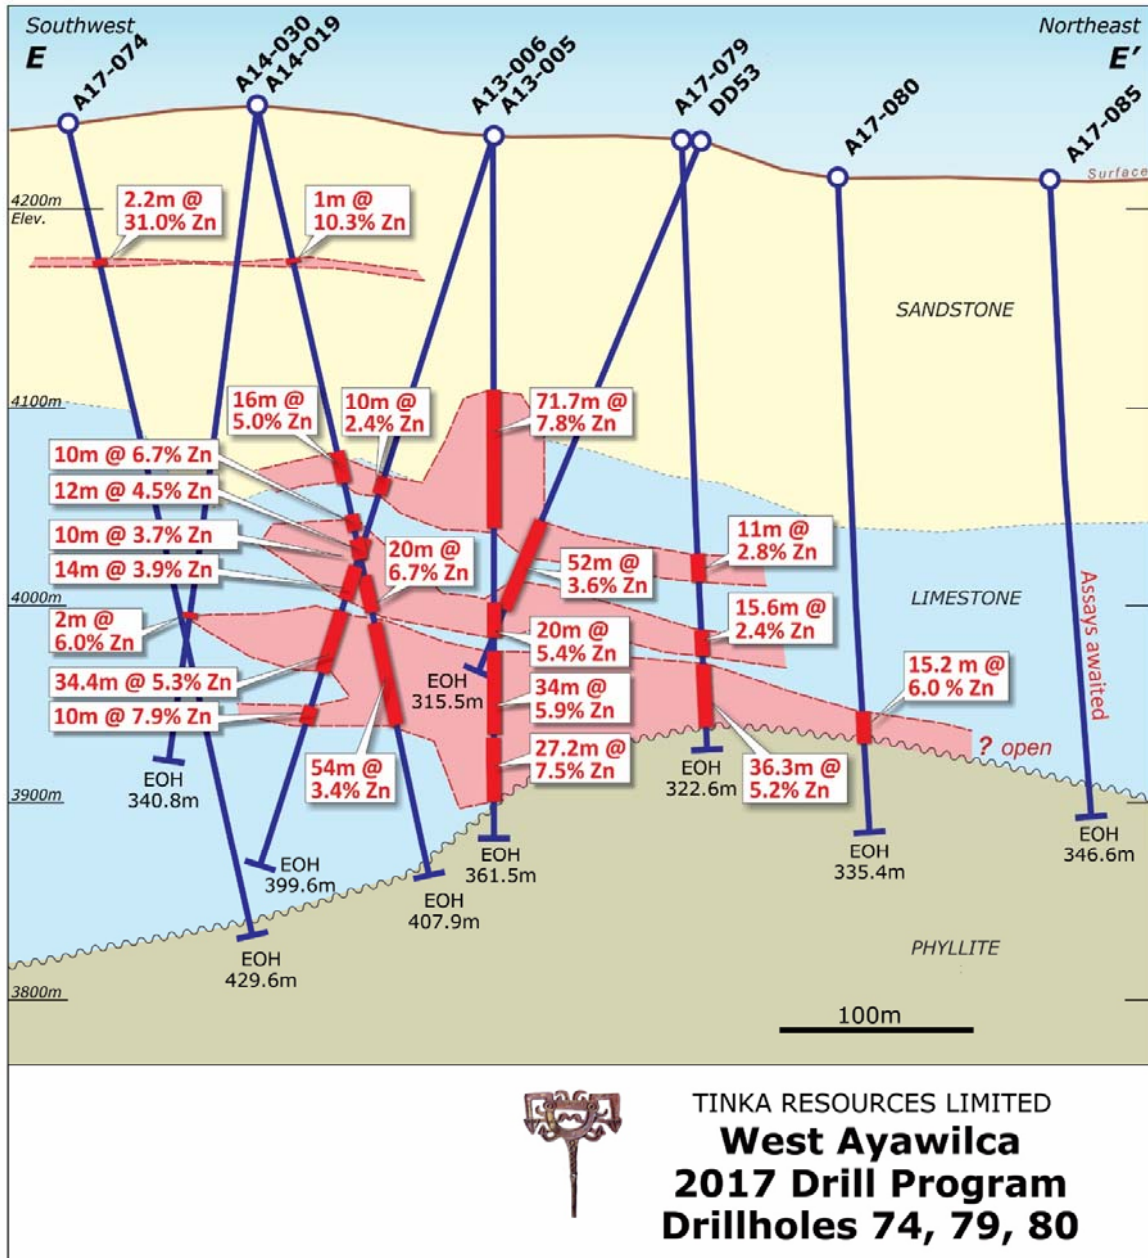 Southwest
E
Northeast
E'
A17-074
A14-030
A14-019
A13-006
A13-005
A17-079
DD53
A17-080
A17-085
Surface
4200m
Elev.
2.2m @
31.0% Zn
1m @
10.3% Zn
SANDSTONE
4100m
16m @
5.0% Zn
10m @
2.4% Zn
71.7m @
7.8% Zn
10m @ 6.7% Zn
12m @ 4.5% Zn
10m @ 3.7% Zn
14m @ 3.9% Zn
20m @
6.7% Zn
52m @
3.6% Zn
11m @
2.8% Zn
4000m
LIMESTONE
Assays awaited
2m @
6.0% Zn
20m @
5.4% Zn
15.6m @
2.4% Zn
34.4m @ 5.3% Zn
10m @ 7.9% Zn
EOH
315.5m
34m @
5.9% Zn
15.2 m @
6.0 % Zn
? open
27.2m @
7.5% Zn
54m @
3.4% Zn
EOH
322.6m
36.3m @
5.2% Zn
EOH
340.8m
3900m
EOH
399.6m
EOH
407.9m
EOH
361.5m
EOH
335.4m
EOH
346.6m
EOH
429.6m
PHYLLITE
3800m
100m
TINKA RESOURCES LIMITED
West Ayawilca
2017 Drill Program
Drillholes 74, 79, 80